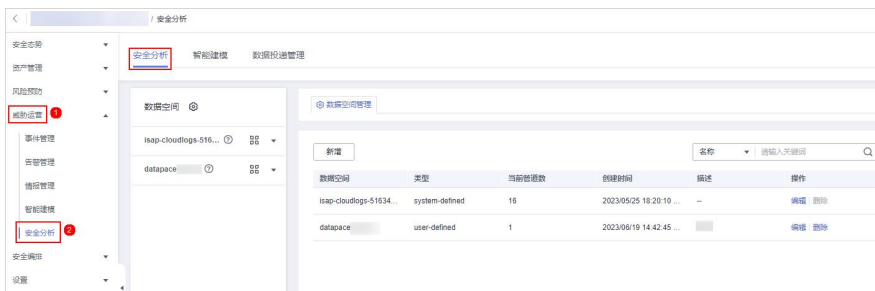 / 安全分析
安全态势
资产管理
风险预防
威胁运营 1
事件管理
告警管理
情报管理
智能建模
安全分析 2
安全编排
设置
安全分析 智能建模 数据投递管理
数据空间
isap-cloudlogs-516...
datapace
数据空间管理
新增
名称 请输入关键词
数据空间 类型 当前管道数 创建时间 描述 操作
isap-cloudlogs-51634... system-defined 16 2023/05/25 18:20:10 ... -- 编辑 删除
datapace user-defined 1 2023/06/19 14:42:45 ... 编辑 删除